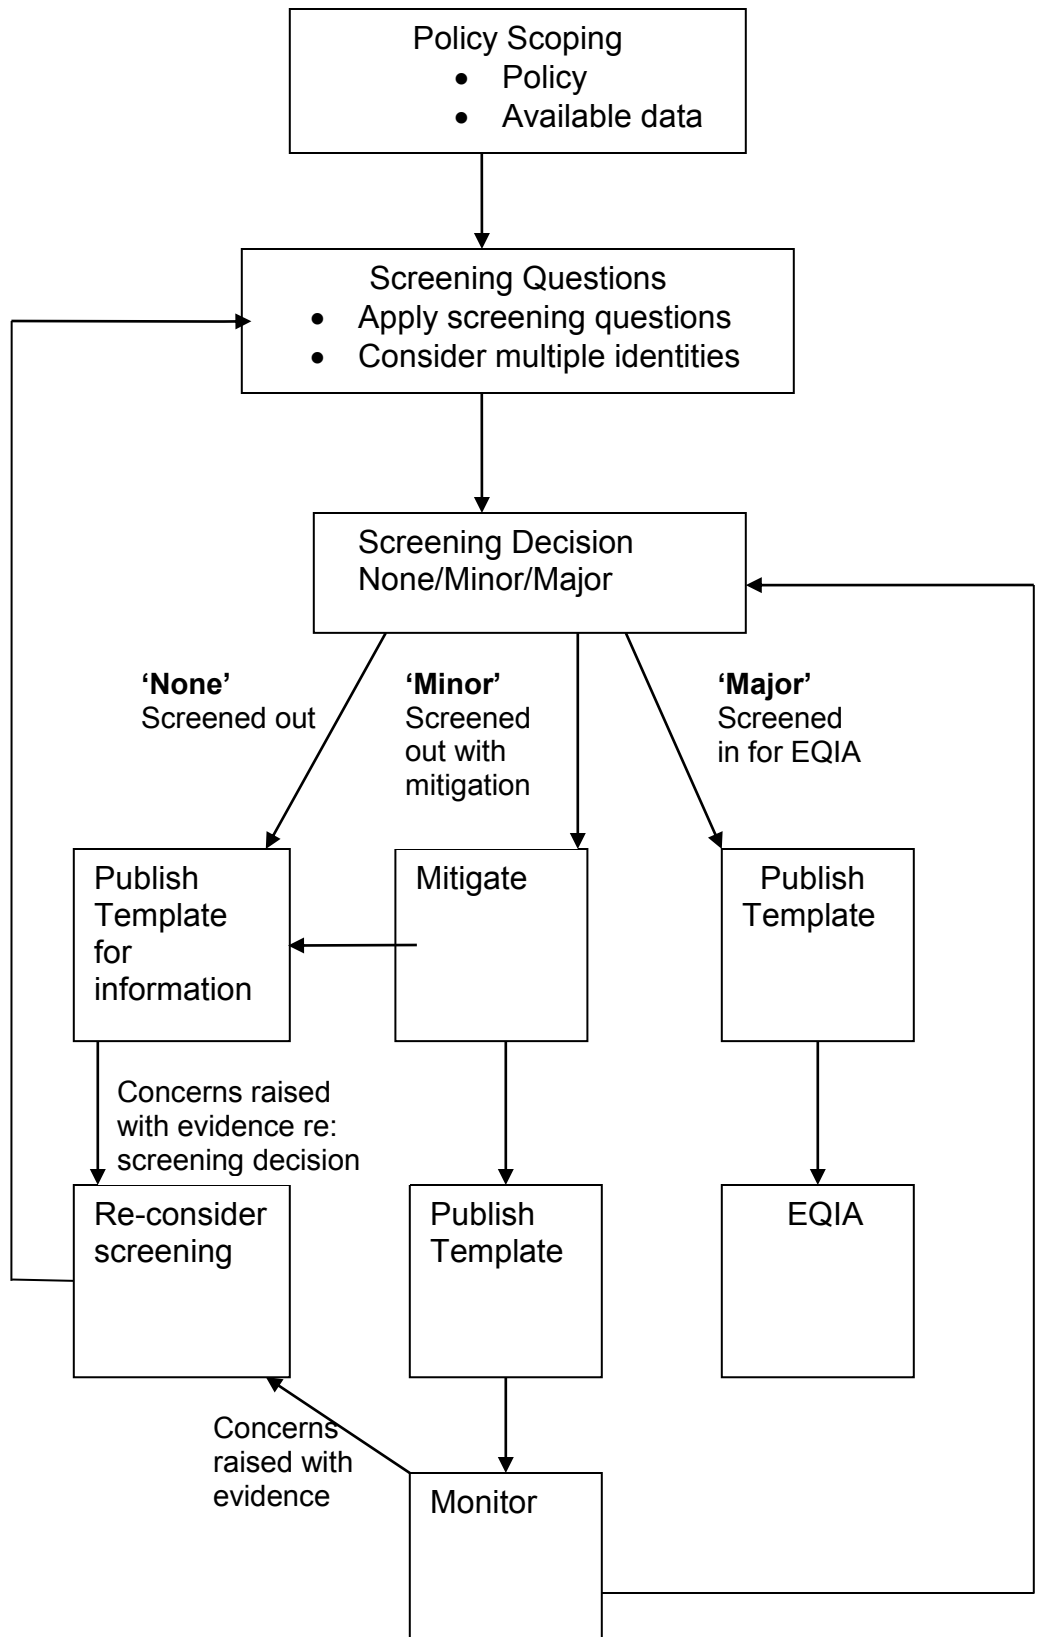 Policy Scoping
• Policy
• Available data
Screening Questions
• Apply screening questions
• Consider multiple identities
Screening Decision
None/Minor/Major
‘None’
Screened out
‘Minor’
Screened
out with
mitigation
‘Major’
Screened
in for EQIA
Publish
Template
for
information
Mitigate
Publish
Template
Concerns raised
with evidence re:
screening decision
Re-consider
screening
Publish
Template
EQIA
Concerns
raised with
evidence
Monitor